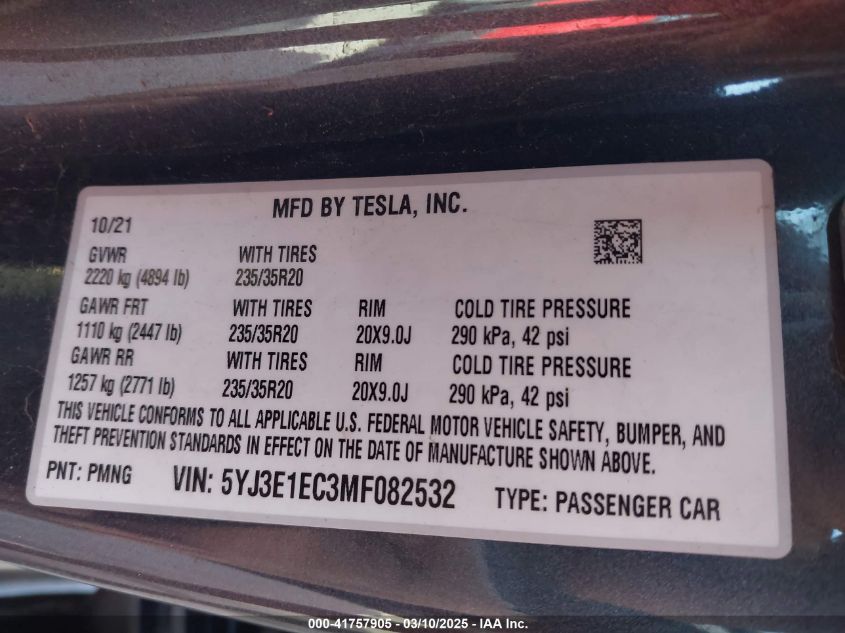 MFD BY TESLA, INC.
10/21
GVWR WITH TIRES
2220 kg (4894 lb) 235/35R20
GAWR FRT WITH TIRES RIM COLD TIRE PRESSURE
1110 kg (2447 lb) 235/35R20 20X9.0J 290 kPa, 42 psi
GAWR RR WITH TIRES RIM COLD TIRE PRESSURE
1257 kg (2771 lb) 235/35R20 20X9.0J 290 kPa, 42 psi
THIS VEHICLE CONFORMS TO ALL APPLICABLE U.S. FEDERAL MOTOR VEHICLE SAFETY, BUMPER, AND
THEFT PREVENTION STANDARDS IN EFFECT ON THE DATE OF MANUFACTURE SHOWN ABOVE.
PNT: PMNG VIN: 5YJ3E1EC3MF082532 TYPE: PASSENGER CAR
000-41757905 - 03/10/2025 - IAA Inc.